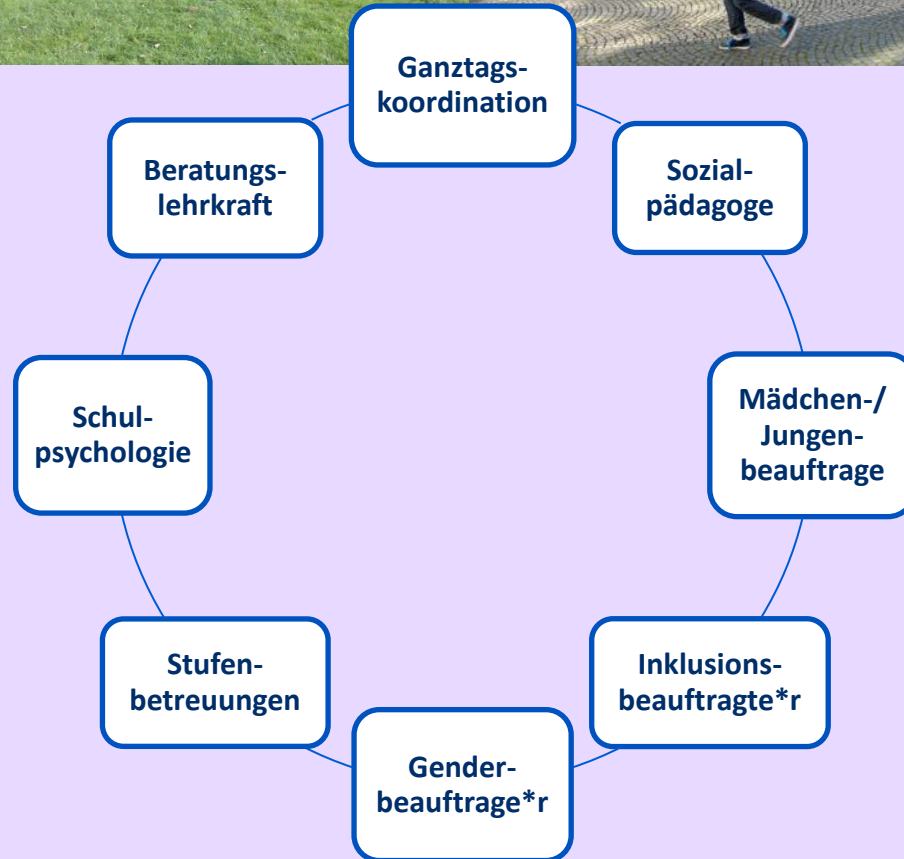 Ganztags-
koordination
Sozial-
pädagoge
Mädchen-/
Jungen-
beauftrage
Inklusions-
beauftragte*r
Gender-
beauftrage*r
Stufen-
betreuungen
Schul-
psychologie
Beratungs-
lehrkraft